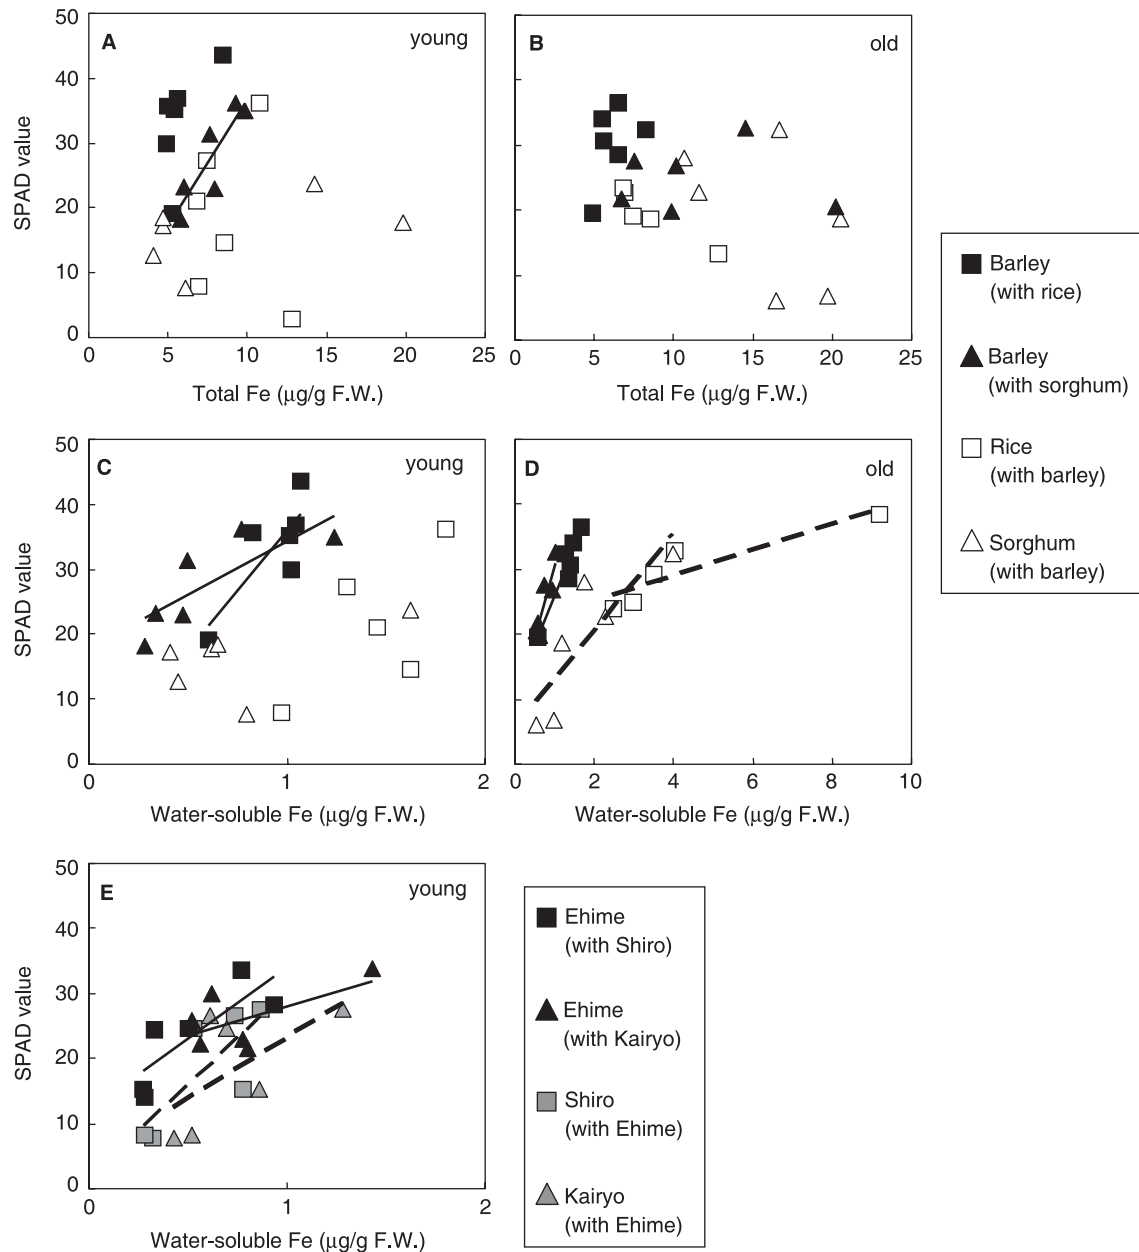 A young
50
40
30
20
10
0
SPAD value
0 5 10 15 20 25
Total Fe (μg/g F.W.)
B old
0 5 10 15 20 25
Total Fe (μg/g F.W.)
C young
50
40
30
20
10
0
SPAD value
0 1 2
Water-soluble Fe (μg/g F.W.)
D old
0 2 4 6 8 10
Water-soluble Fe (μg/g F.W.)
Barley
(with rice)
Barley
(with sorghum)
Rice
(with barley)
Sorghum
(with barley)
E young
50
40
30
20
10
0
SPAD value
0 1 2
Water-soluble Fe (μg/g F.W.)
Ehime
(with Shiro)
Ehime
(with Kairyo)
Shiro
(with Ehime)
Kairyo
(with Ehime)